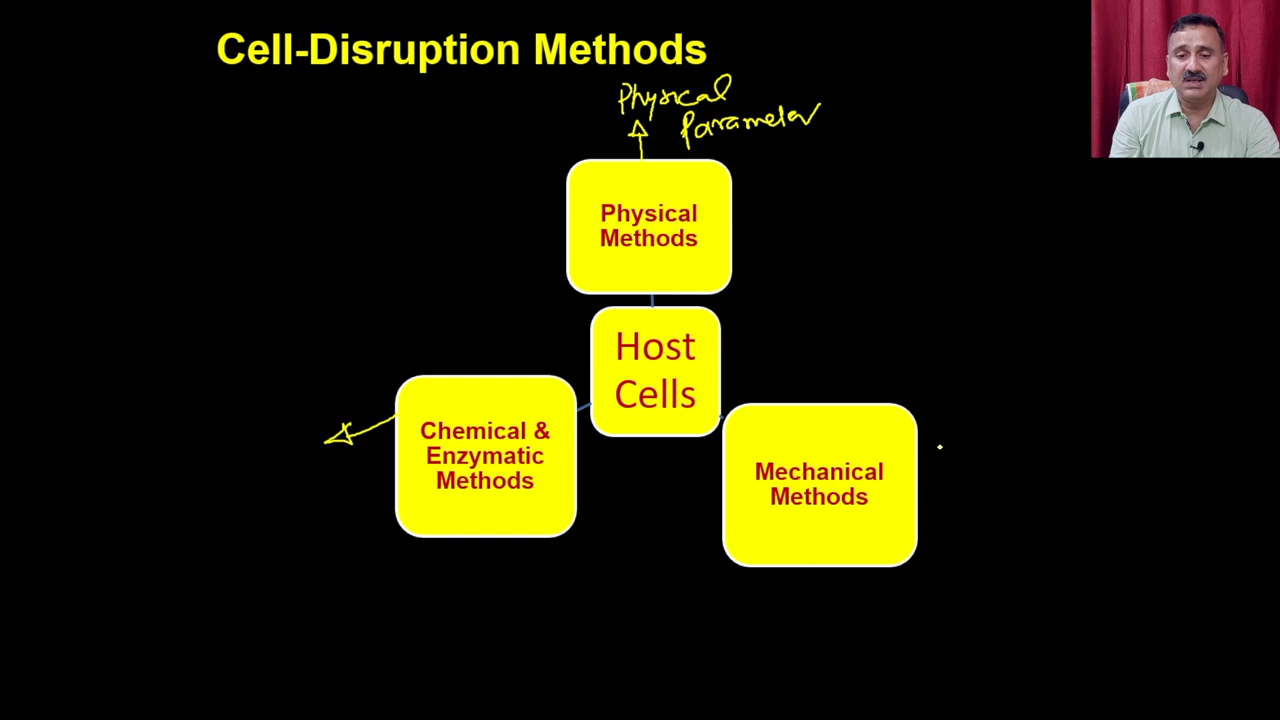 Cell-Disruption Methods
Physical
Parameter
Physical
Methods
Host
Cells
Chemical &
Enzymatic
Methods
Mechanical
Methods